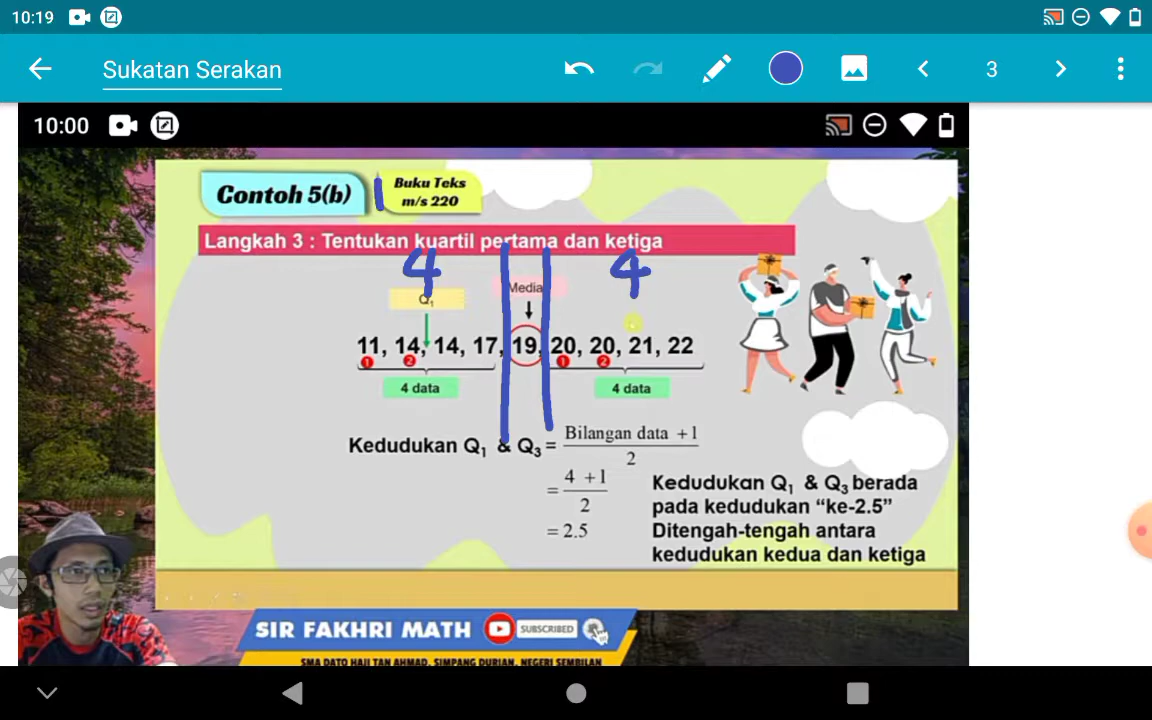 10:19
Sukatan Serakan
3
10:00
Contoh 5(b)
Buku Teks
m/s 220
Langkah 3 : Tentukan kuartil pertama dan ketiga
4 4
Q1
Media
11, 14, 14, 17, 19, 20, 20, 21, 22
1 2 1 2
4 data 4 data
Kedudukan Q1 & Q3 = Bilangan data +1
2
= 4 +1
2
= 2.5
Kedudukan Q1 & Q3 berada
pada kedudukan “ke-2.5”
Ditengah-tengah antara
kedudukan kedua dan ketiga
SIR FAKHRI MATH SUBSCRIBED
SMA DATO HAJI TAN AHMAD, SIMPANG DURIAN, NEGERI SEMBILAN